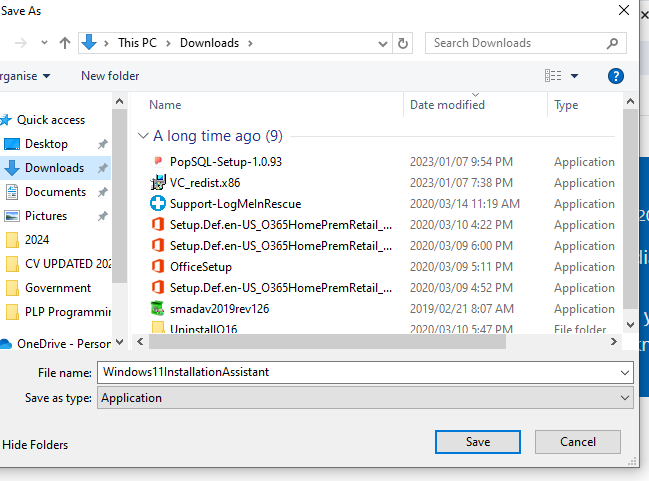 Save As
This PC
Downloads
Search Downloads
rganise
New folder
Name
Date modified
Type
Quick access
Desktop
Downloads
Documents
Pictures
2024
CV UPDATED 202
Government
PLP Programmin
OneDrive - Person
A long time ago (9)
PopSQL-Setup-1.0.93 2023/01/07 9:54 PM Application
VC_redist.x86 2023/01/07 7:38 PM Application
Support-LogMeInRescue 2020/03/14 11:19 AM Application
Setup.Def.en-US_O365HomePremRetail_... 2020/03/10 4:22 PM Application
Setup.Def.en-US_O365HomePremRetail_... 2020/03/09 6:00 PM Application
OfficeSetup 2020/03/09 5:11 PM Application
Setup.Def.en-US_O365HomePremRetail_... 2020/03/09 4:52 PM Application
smadav2019rev126 2019/02/21 8:07 AM Application
UninstallO16 2020/03/10 5:47 PM File folder
File name: Windows11InstallationAssistant
Save as type: Application
Hide Folders
Save
Cancel